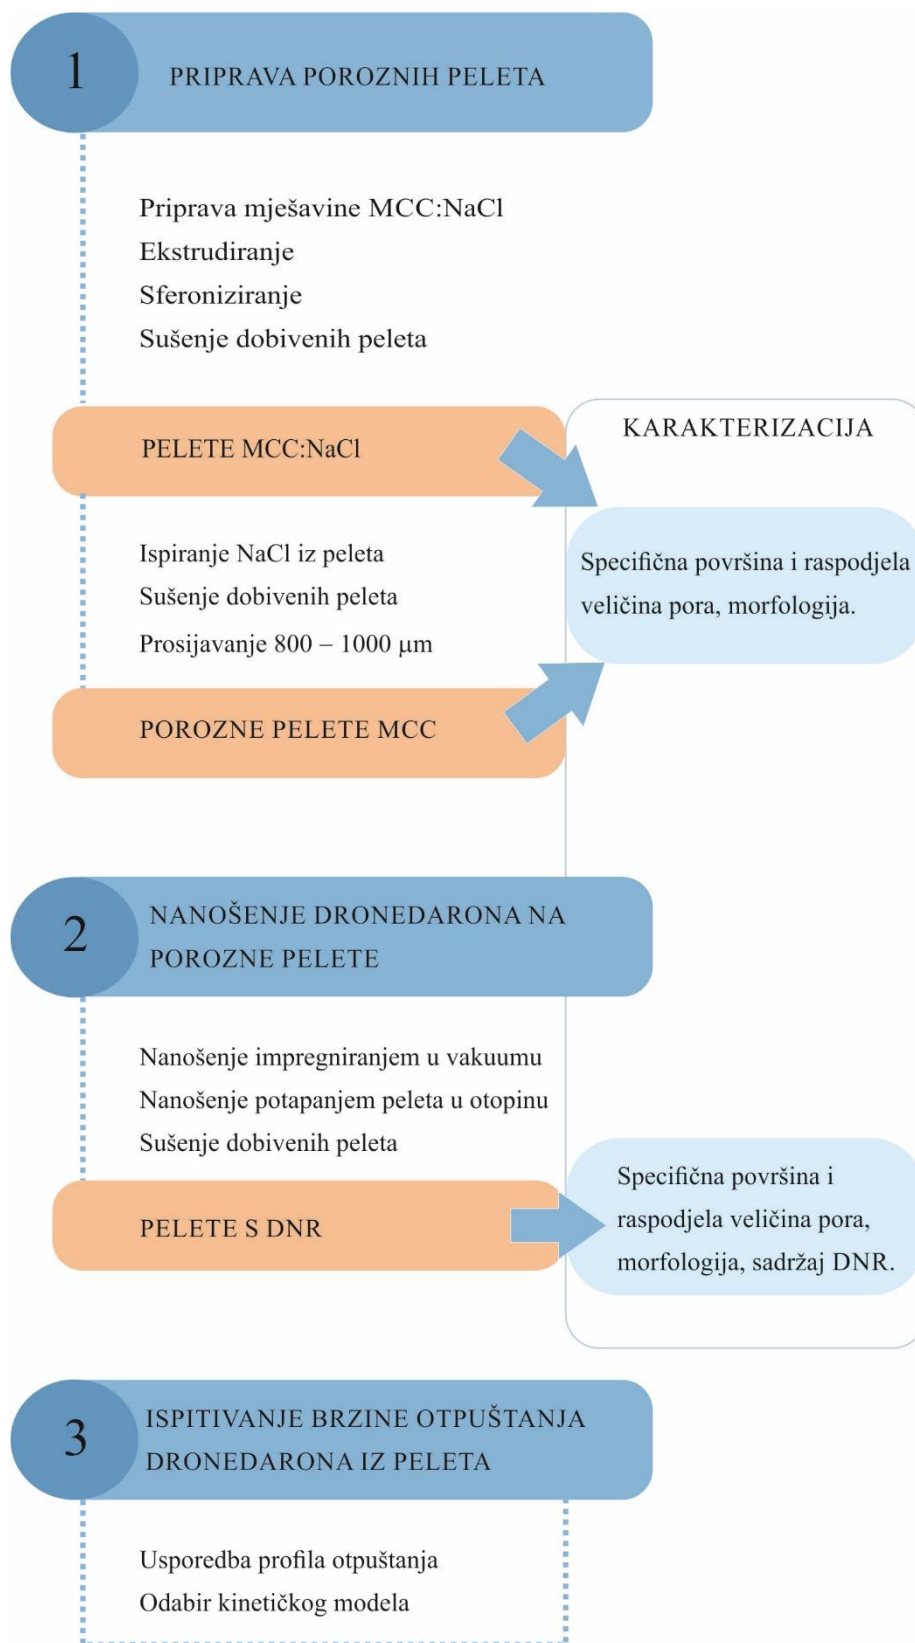 1
PRIPRAVA POROZNIH PELETA
Priprava mješavine MCC:NaCl
Ekstrudiranje
Sferoniziranje
Sušenje dobivenih peleta
PELETE MCC:NaCl
KARAKTERIZACIJA
Ispiranje NaCl iz peleta
Sušenje dobivenih peleta
Prosijavanje 800 – 1000 µm
Specifična površina i raspodjela
veličina pora, morfologija.
POROZNE PELETE MCC
2
NANOŠENJE DRONEDARONA NA
POROZNE PELETE
Nanošenje impregniranjem u vakuumu
Nanošenje potapanjem peleta u otopinu
Sušenje dobivenih peleta
PELETE S DNR
Specifična površina i
raspodjela veličina pora,
morfologija, sadržaj DNR.
3
ISPITIVANJE BRZINE OTPUŠTANJA
DRONEDARONA IZ PELETA
Usporedba profila otpuštanja
Odabir kinetičkog modela